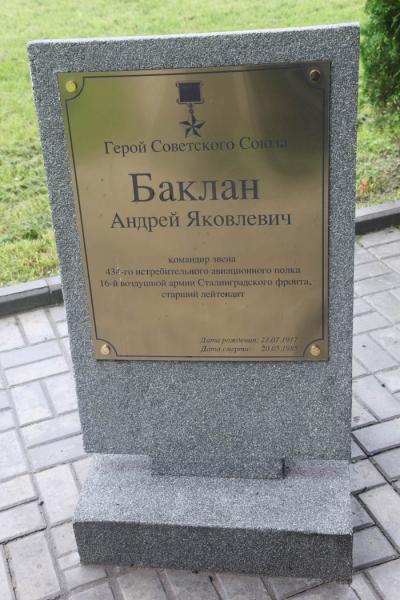 Герой Советского Союза
Баклан
Андрей Яковлевич
командир звена
434-го истребительного авиационного полка
16-й воздушной армии Сталинградского фронта,
старший лейтенант
Дата рождения: 23.07.1917
Дата смерти: 20.05.1985